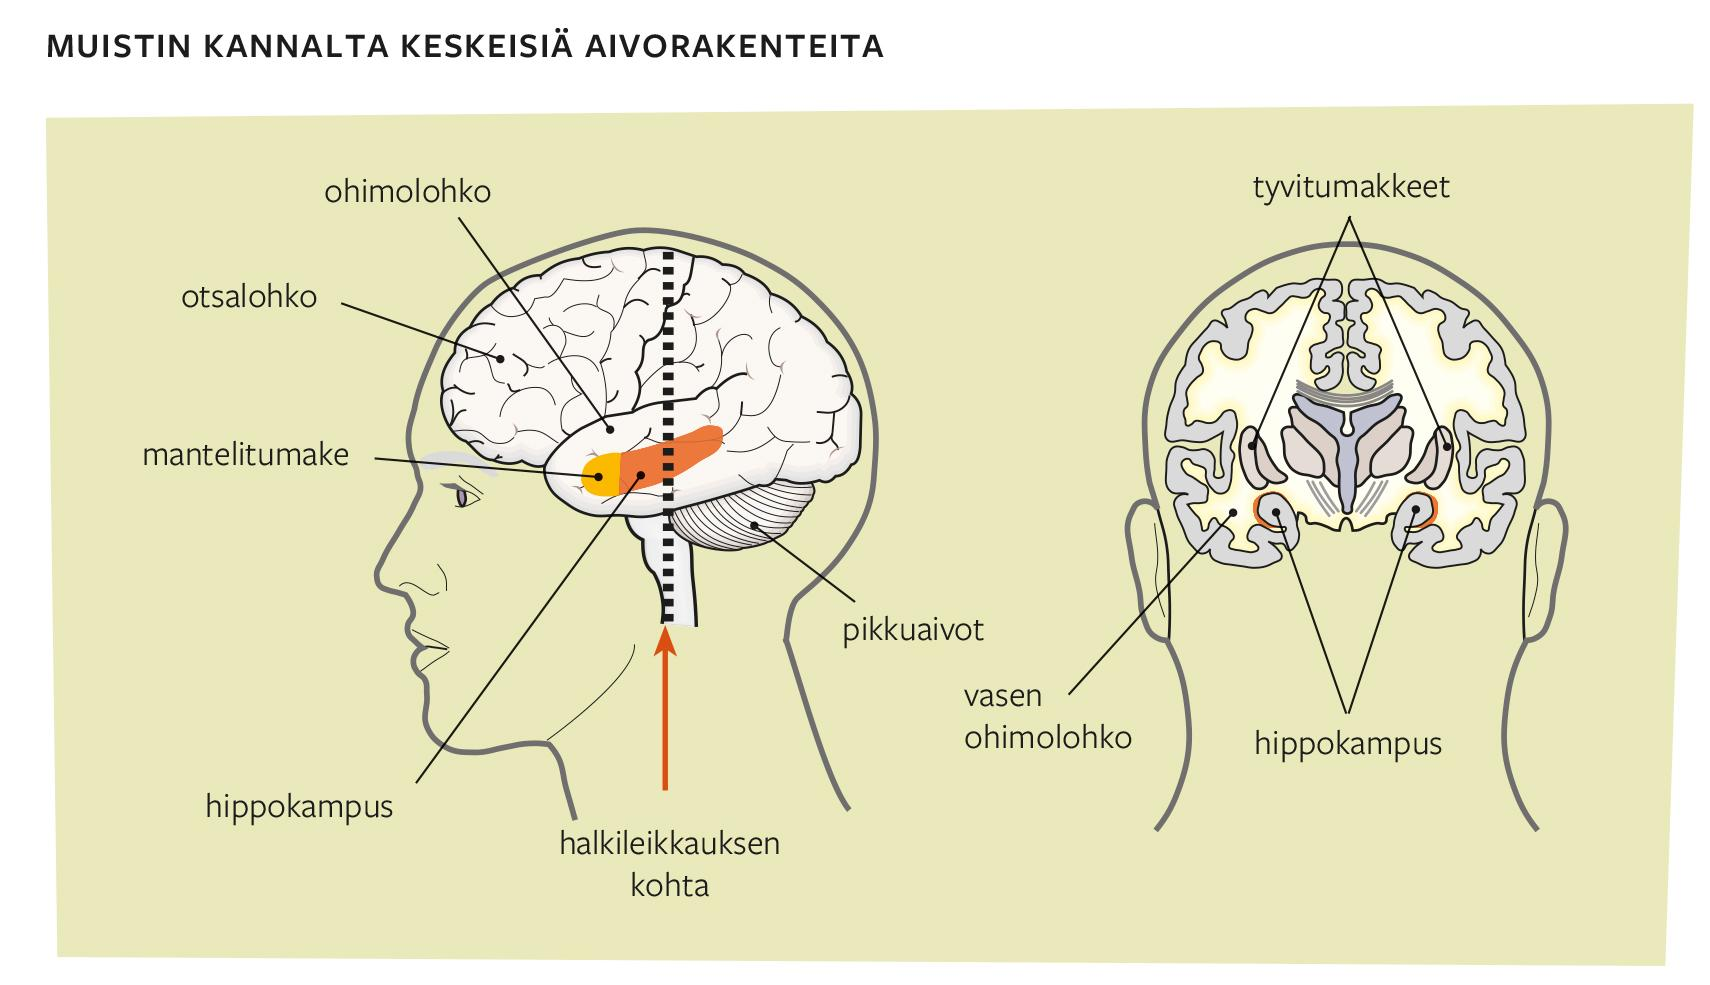 MUISTIN KANNALTA KESKEISIÄ AIVORAKENTEITA
ohimolohko
otsalohko
mantelitumake
hippokampus
halkileikkauksen
kohta
pikkuaivot
tyvitumakkeet
vasen
ohimolohko
hippokampus